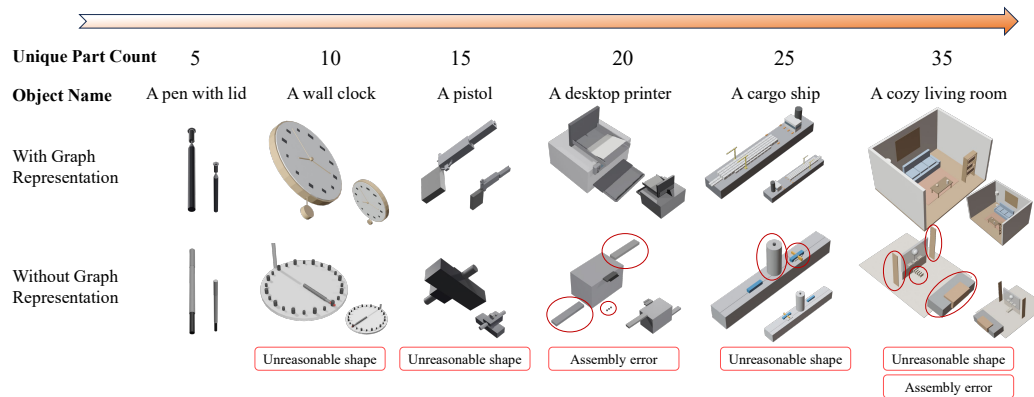 Unique Part Count 5 10 15 20 25 35
Object Name A pen with lid A wall clock A pistol A desktop printer A cargo ship A cozy living room
With Graph
Representation
Without Graph
Representation
Unreasonable shape Unreasonable shape Assembly error Unreasonable shape Unreasonable shape
Assembly error